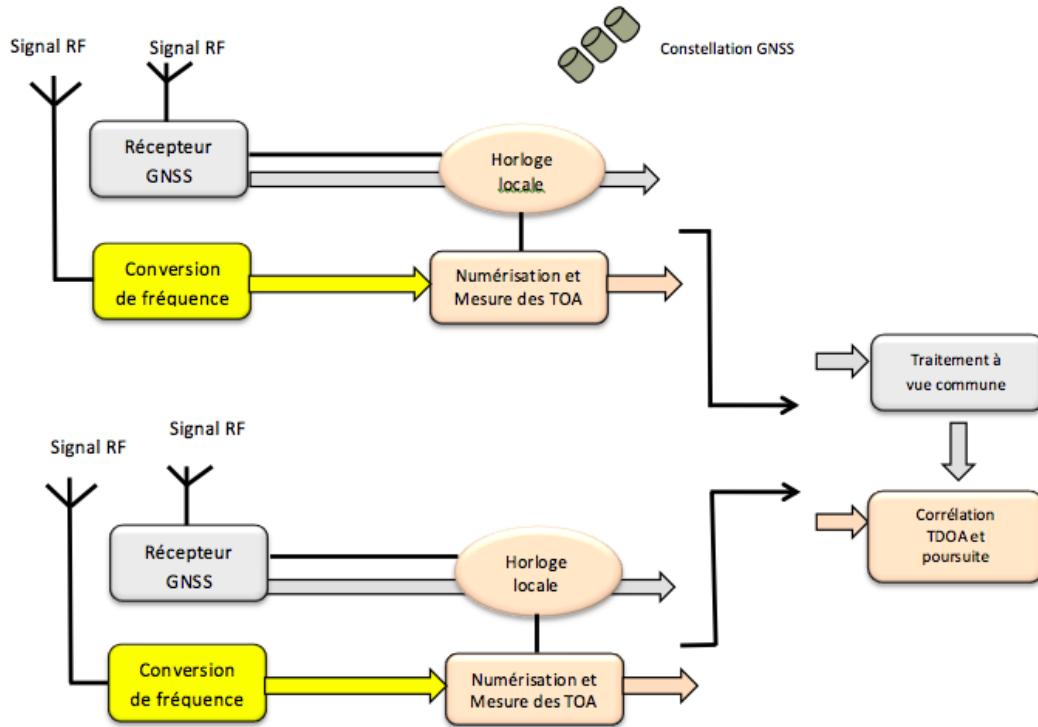 Signal RF
Signal RF
Constellation GNSS
Récepteur
GNSS
Horloge
locale
Conversion
de fréquence
Numérisation et
Mesure des TOA
Traitement à
vue commune
Signal RF
Signal RF
Corrélation
TDOA et
poursuite
Récepteur
GNSS
Horloge
locale
Conversion
de fréquence
Numérisation et
Mesure des TOA